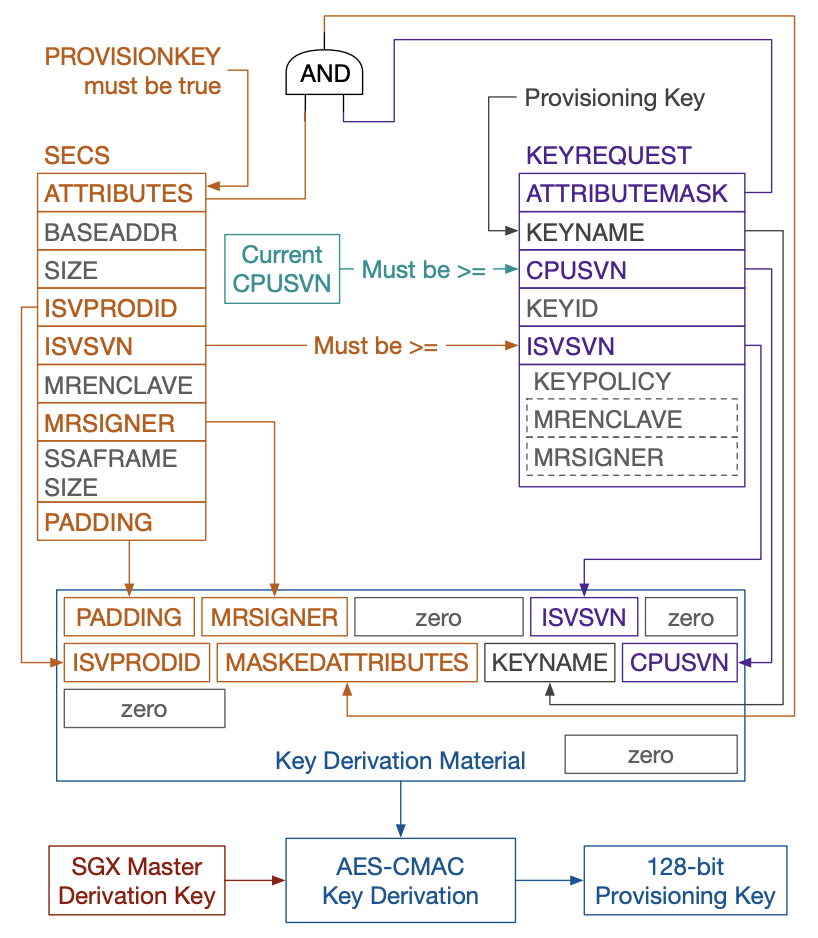 PROVISIONKEY
must be true
AND
Provisioning Key
SECS
ATTRIBUTES
BASEADDR
SIZE
ISVPRODID
ISVSVN
MRENCLAVE
MRSIGNER
SSAFRAME
SIZE
PADDING
Current
CPUSVN
Must be >=
Must be >=
KEYREQUEST
ATTRIBUTEMASK
KEYNAME
CPUSVN
KEYID
ISVSVN
KEYPOLICY
MRENCLAVE
MRSIGNER
PADDING MRSIGNER zero ISVSVN zero
ISVPRODID MASKEDATTRIBUTES KEYNAME CPUSVN
zero
Key Derivation Material zero
SGX Master
Derivation Key
AES-CMAC
Key Derivation
128-bit
Provisioning Key